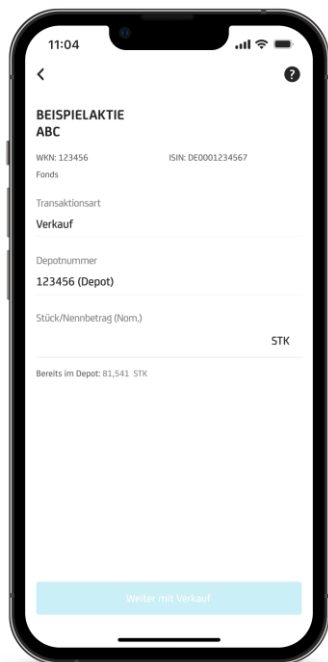 11:04
?
BEISPIELAKTIE
ABC
WKN: 123456 ISIN: DE0001234567
Fonds
Transaktionsart
Verkauf
Depotnummer
123456 (Depot)
Stück/Nennbetrag (Nom.)
STK
Bereits im Depot: 81,541 STK
Weiter mit Verkauf